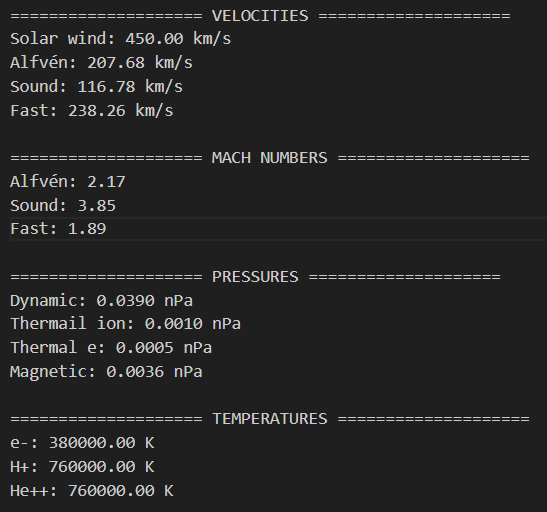 ==================== VELOCITIES ====================
Solar wind: 450.00 km/s
Alfvén: 207.68 km/s
Sound: 116.78 km/s
Fast: 238.26 km/s
==================== MACH NUMBERS ====================
Alfvén: 2.17
Sound: 3.85
Fast: 1.89
==================== PRESSURES ====================
Dynamic: 0.0390 nPa
Thermail ion: 0.0010 nPa
Thermal e: 0.0005 nPa
Magnetic: 0.0036 nPa
==================== TEMPERATURES ====================
e-: 380000.00 K
H+: 760000.00 K
He++: 760000.00 K